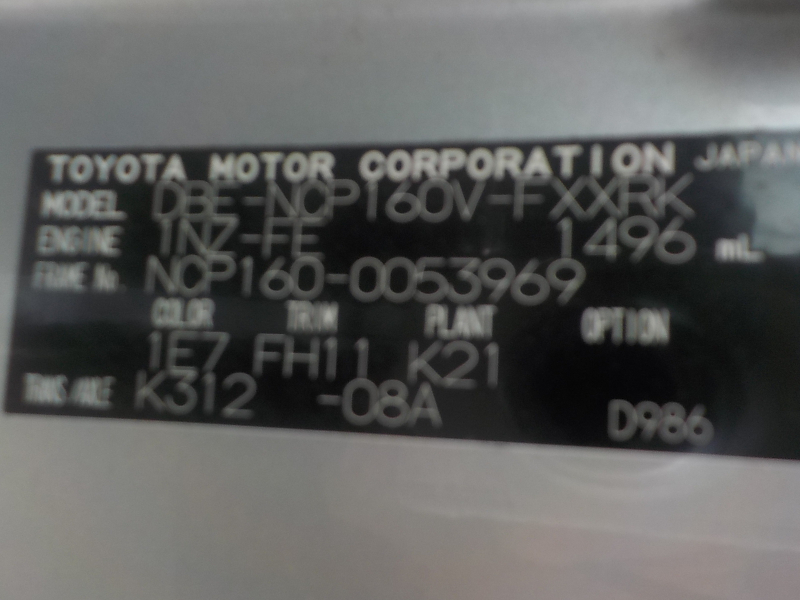 TOYOTA MOTOR CORPORATION JAPAN
MODEL DBE-NCP160V-FXXRK
ENGINE 1NZ-FE 1496 mL
FRAME No. NCP160-0053969
COLOR TRIM PLANT OPTION
1E7 FH11 K21
TRANS/AXLE K312 -08A D986